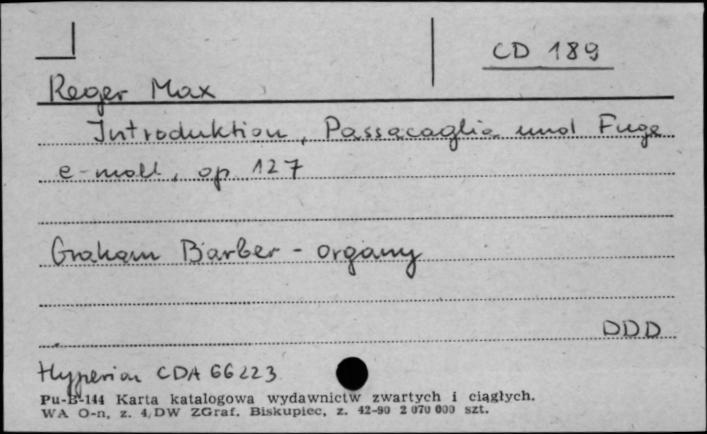 CD 189
Reger Max
Introduktion, Passacaglia und Fuge
e-moll, op 127
Graham Barber - organy
DDD
Hyperion CDA 66223
Pu-B-144 Karta katalogowa wydawnictw zwartych i ciągłych.
WA O-n, z. 4/DW ZGraf. Biskupiec, z. 42-90 2 070 000 szt.